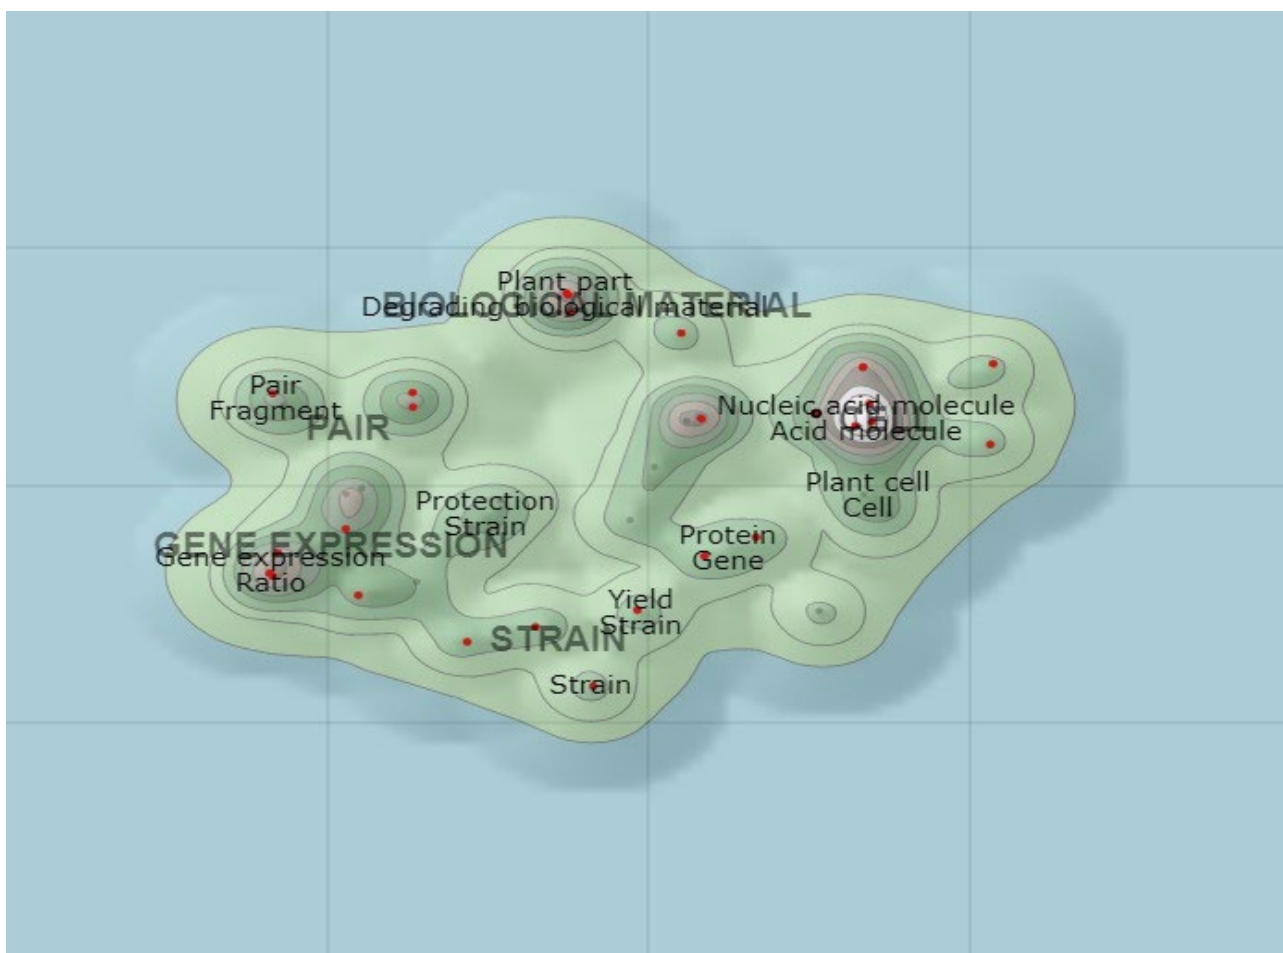 Plant part
BIOLOGICAL MATERIAL
Degrading biological material
Pair
Fragment
PAIR
Nucleic acid molecule
CELL
Acid molecule
Plant cell
Cell
Protection
Strain
GENE EXPRESSION
Gene expression
Ratio
Protein
Gene
Yield
Strain
STRAIN
Strain